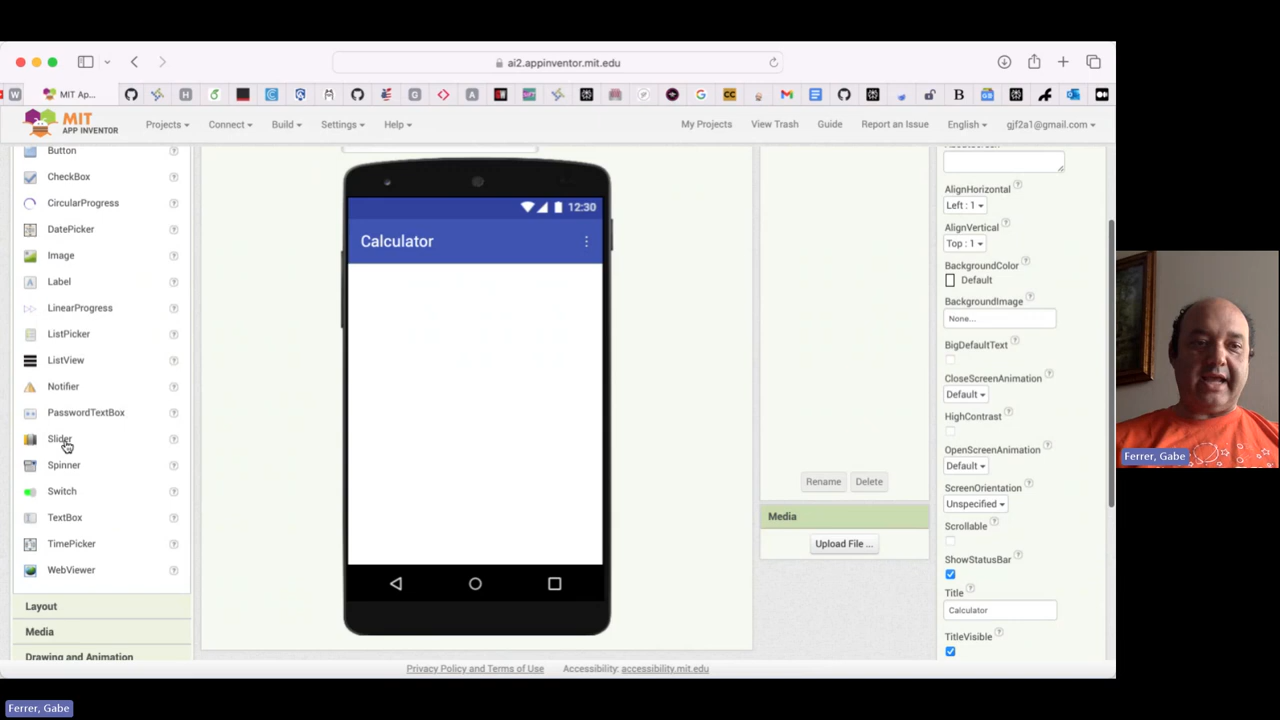 ai2.appinventor.mit.edu
W
MIT Ap...
H
G
A
CC
B
MIT
APP INVENTOR
Projects
Connect
Build
Settings
Help
My Projects
View Trash
Guide
Report an Issue
English
gjf2a1@gmail.com
Button
CheckBox
CircularProgress
DatePicker
Image
Label
LinearProgress
ListPicker
ListView
Notifier
PasswordTextBox
Slider
Spinner
Switch
TextBox
TimePicker
WebViewer
Layout
Media
Drawing and Animation
12:30
Calculator
Rename
Delete
Media
Upload File ...
AlignHorizontal
Left : 1
AlignVertical
Top : 1
BackgroundColor
Default
BackgroundImage
None...
BigDefaultText
CloseScreenAnimation
Default
HighContrast
OpenScreenAnimation
Default
ScreenOrientation
Unspecified
Scrollable
ShowStatusBar
Title
Calculator
TitleVisible
Privacy Policy and Terms of Use
Accessibility: accessibility.mit.edu
Ferrer, Gabe
Ferrer, Gabe